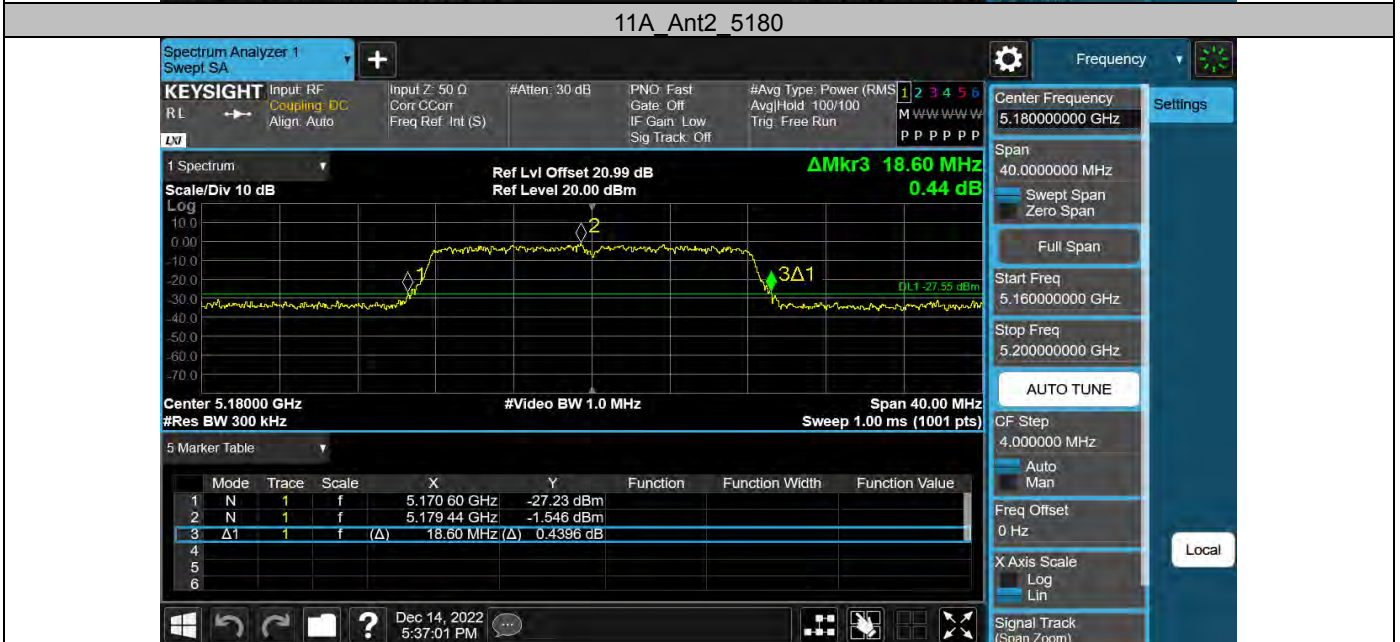 11A_Ant2_5180
Spectrum Analyzer 1
Swept SA
Frequency
KEYSIGHT
RL
LXI
Input: RF
Coupling: DC
Align: Auto
Input Z: 50 Ω
Corr CCorr
Freq Ref: Int (S)
#Atten: 30 dB
PNO: Fast
Gate: Off
IF Gain: Low
Sig Track: Off
#Avg Type: Power (RMS
Avg|Hold: 100/100
Trig: Free Run
1 2 3 4 5 6
M W W W W W
P P P P P P
1 Spectrum
Scale/Div 10 dB
Ref Lvl Offset 20.99 dB
Ref Level 20.00 dBm
ΔMkr3 18.60 MHz
0.44 dB
Log
10.0
0.00
-10.0
-20.0
-30.0
-40.0
-50.0
-60.0
-70.0
1
2
3Δ1
DL1 -27.55 dBm
Center 5.18000 GHz
#Video BW 1.0 MHz
Span 40.00 MHz
#Res BW 300 kHz
Sweep 1.00 ms (1001 pts)
5 Marker Table
Mode Trace Scale X Y Function Function Width Function Value
1 N 1 f 5.170 60 GHz -27.23 dBm
2 N 1 f 5.179 44 GHz -1.546 dBm
3 Δ1 1 f (Δ) 18.60 MHz (Δ) 0.4396 dB
4
5
6
Dec 14, 2022
5:37:01 PM
Center Frequency
5.180000000 GHz
Settings
Span
40.0000000 MHz
Swept Span
Zero Span
Full Span
Start Freq
5.160000000 GHz
Stop Freq
5.200000000 GHz
AUTO TUNE
CF Step
4.000000 MHz
Auto
Man
Freq Offset
0 Hz
Local
X Axis Scale
Log
Lin
Signal Track
(Span Zoom)